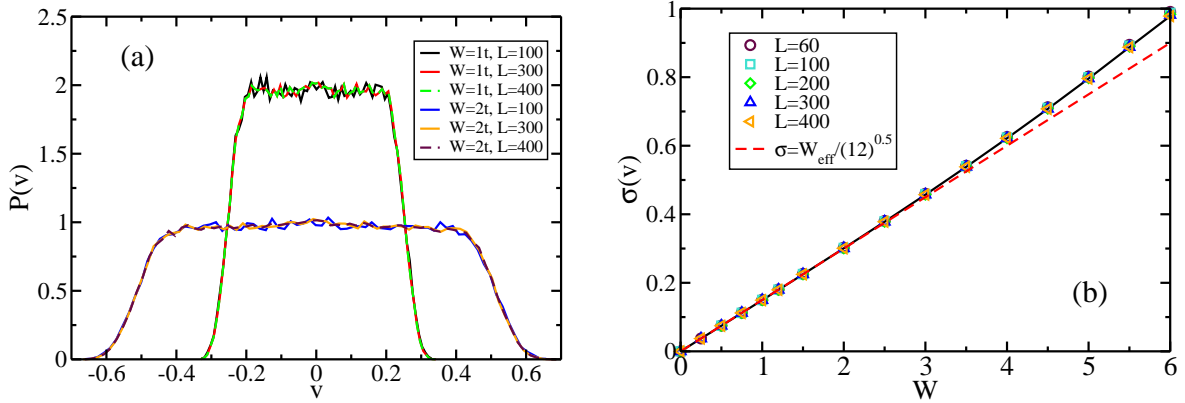 (a)
P(v)
2.5
2
1.5
1
0.5
0
W=1t, L=100
W=1t, L=300
W=1t, L=400
W=2t, L=100
W=2t, L=300
W=2t, L=400
-0.6 -0.4 -0.2 0 0.2 0.4 0.6
v
σ(v)
1
0.8
0.6
0.4
0.2
0
L=60
L=100
L=200
L=300
L=400
σ=W_eff/(12)^0.5
(b)
0 1 2 3 4 5 6
W